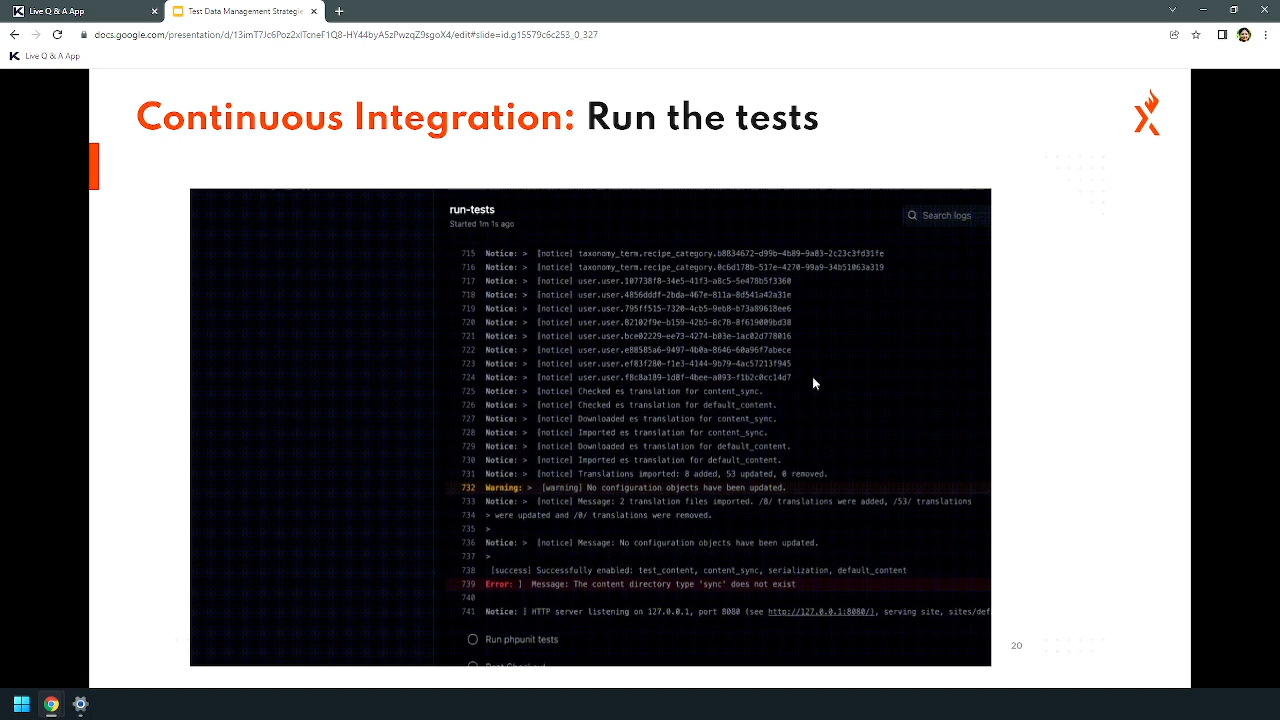 Live Q & A App
Test Data Management Strategie
docs.google.com/presentation/d/13imT7Jc6Poz2xlTcneF1Q8-HY44byA5zPwzqZ9sgoX4/edit#slide=id.g15579c6c253_0_327
Live Q & A App
Continuous Integration: Run the tests
run-tests
Started 1m 1s ago
Search logs
715 Notice: > [notice] taxonomy_term.recipe_category.b8834672-d99b-4b89-9a83-2c23c3fd31fe
716 Notice: > [notice] taxonomy_term.recipe_category.0c6d178b-517e-4270-99a9-34b51063a319
717 Notice: > [notice] user.user.107738f8-34e5-41f3-a8c5-5e478b5f3360
718 Notice: > [notice] user.user.4856dddf-2bda-467e-811a-8d541a42a31e
719 Notice: > [notice] user.user.795ff515-7320-4cb5-9eb8-b73a89618ee6
720 Notice: > [notice] user.user.82102f9e-b159-42b5-8c78-8f619009bd38
721 Notice: > [notice] user.user.bce02229-ee73-4274-b03e-1ac02d778016
722 Notice: > [notice] user.user.e88585a6-9497-4b0a-8646-60a96f7abece
723 Notice: > [notice] user.user.ef83f280-f1e3-4144-9b79-4ac57213f945
724 Notice: > [notice] user.user.f8c8a189-1d8f-4bee-a093-f1b2c0cc14d7
725 Notice: > [notice] Checked es translation for content_sync.
726 Notice: > [notice] Checked es translation for default_content.
727 Notice: > [notice] Downloaded es translation for content_sync.
728 Notice: > [notice] Imported es translation for content_sync.
729 Notice: > [notice] Downloaded es translation for default_content.
730 Notice: > [notice] Imported es translation for default_content.
731 Notice: > [notice] Translations imported: 8 added, 53 updated, 0 removed.
732 Warning: > [warning] No configuration objects have been updated.
733 Notice: > [notice] Message: 2 translation files imported. /8/ translations were added, /53/ translations
734 > were updated and /0/ translations were removed.
735 >
736 Notice: > [notice] Message: No configuration objects have been updated.
737 >
738 [success] Successfully enabled: test_content, content_sync, serialization, default_content
739 Error: ] Message: The content directory type 'sync' does not exist
740
741 Notice: [ HTTP server listening on 127.0.0.1, port 8080 (see http://127.0.0.1:8080/), serving site, sites/def
Run phpunit tests
20